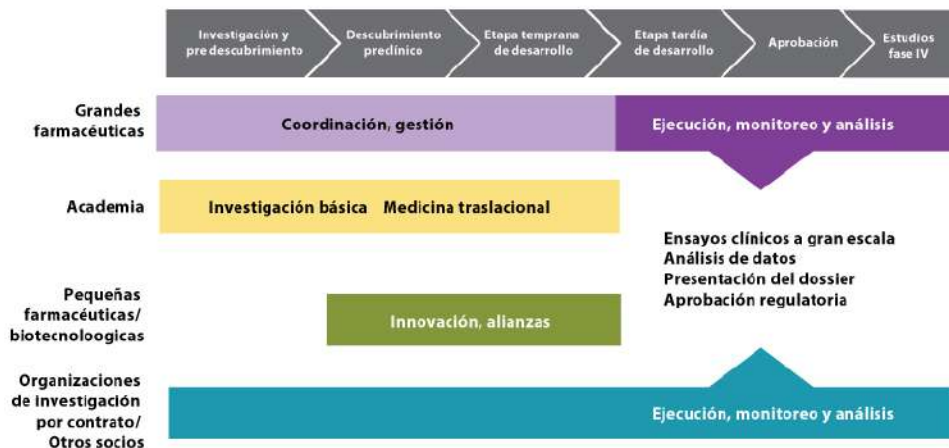 Investigación y
pre descubrimiento
Descubrimiento
preclínico
Etapa temprana
de desarrollo
Etapa tardía
de desarrollo
Aprobación
Estudios
fase IV
Grandes
farmacéuticas
Coordinación, gestión
Ejecución, monitoreo y análisis
Academia
Investigación básica Medicina traslacional
Ensayos clínicos a gran escala
Análisis de datos
Presentación del dossier
Aprobación regulatoria
Pequeñas
farmacéuticas/
biotecnoloogicas
Innovación, alianzas
Organizaciones
de investigación
por contrato/
Otros socios
Ejecución, monitoreo y análisis